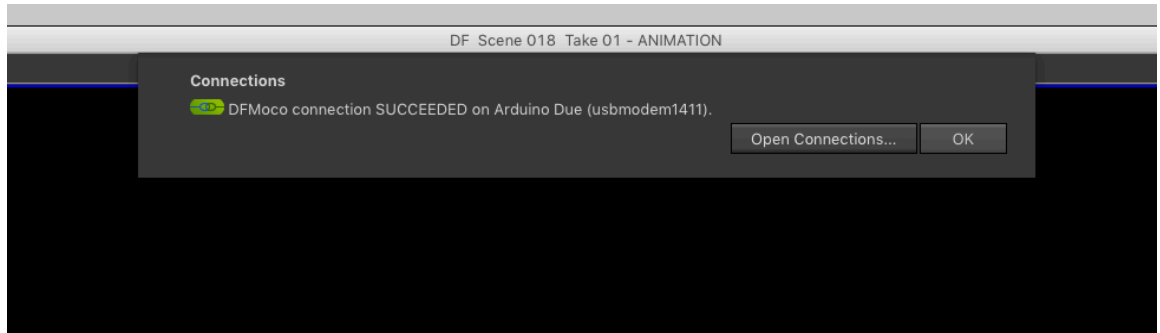 DF Scene 018 Take 01 - ANIMATION
Connections
DFMoco connection SUCCEEDED on Arduino Due (usbmodem1411).
Open Connections... OK